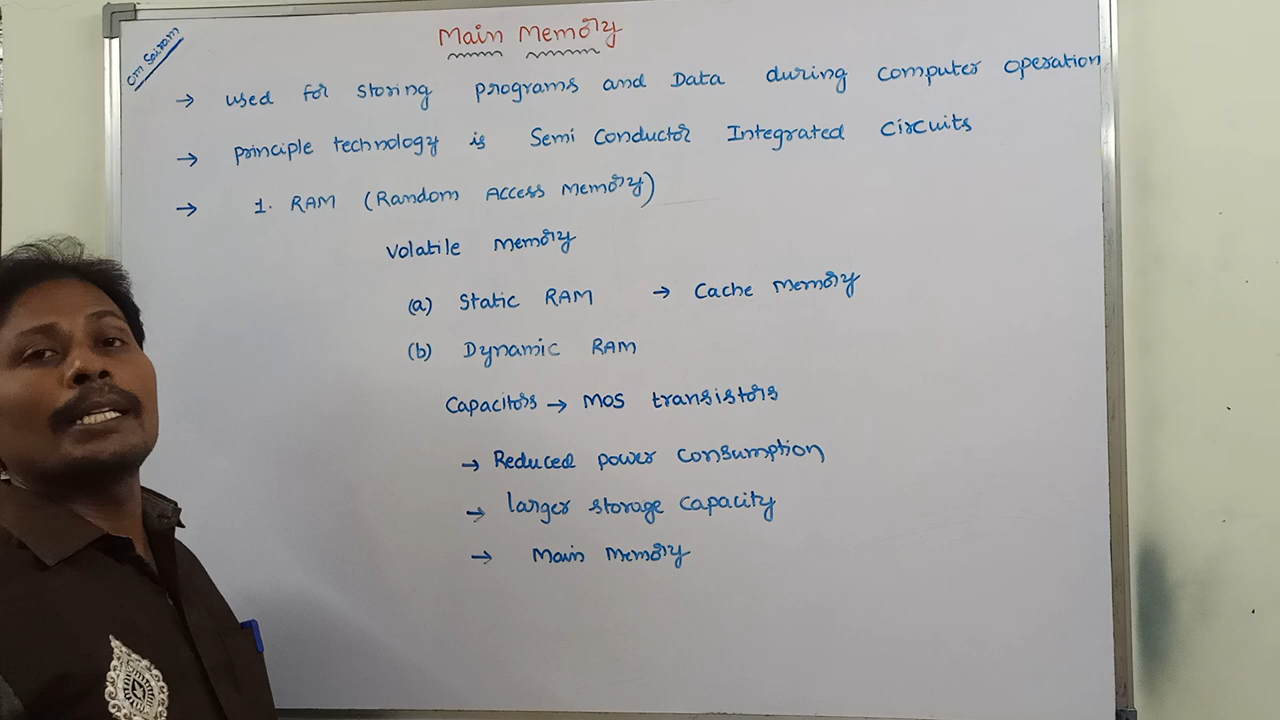 Om Sairam
Main Memory
→ used for storing programs and Data during computer operation
→ principle technology is Semi Conductor Integrated Circuits
→ 1. RAM (Random Access Memory)
Volatile Memory
(a) Static RAM → Cache Memory
(b) Dynamic RAM
Capacitors → MOS transistors
→ Reduced power consumption
→ larger storage capacity
→ Main Memory